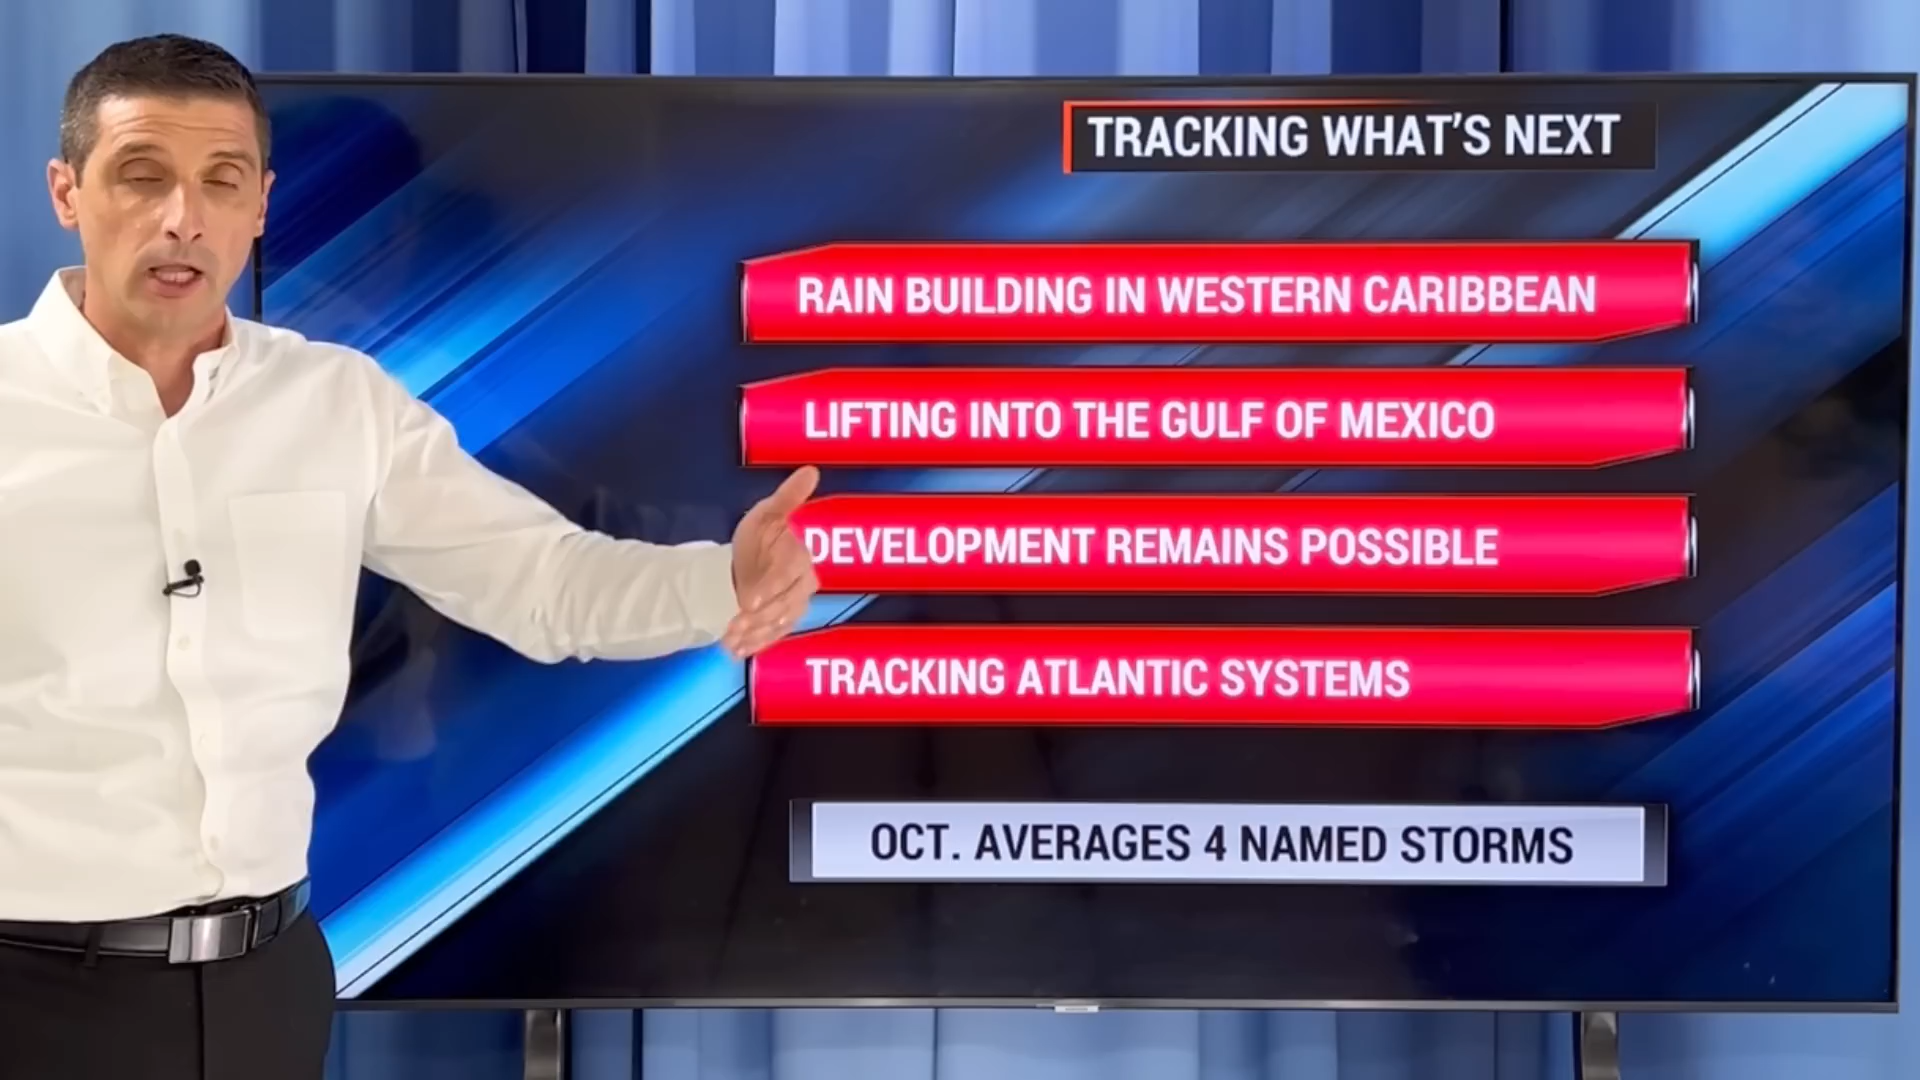 TRACKING WHAT'S NEXT
RAIN BUILDING IN WESTERN CARIBBEAN
LIFTING INTO THE GULF OF MEXICO
DEVELOPMENT REMAINS POSSIBLE
TRACKING ATLANTIC SYSTEMS
OCT. AVERAGES 4 NAMED STORMS